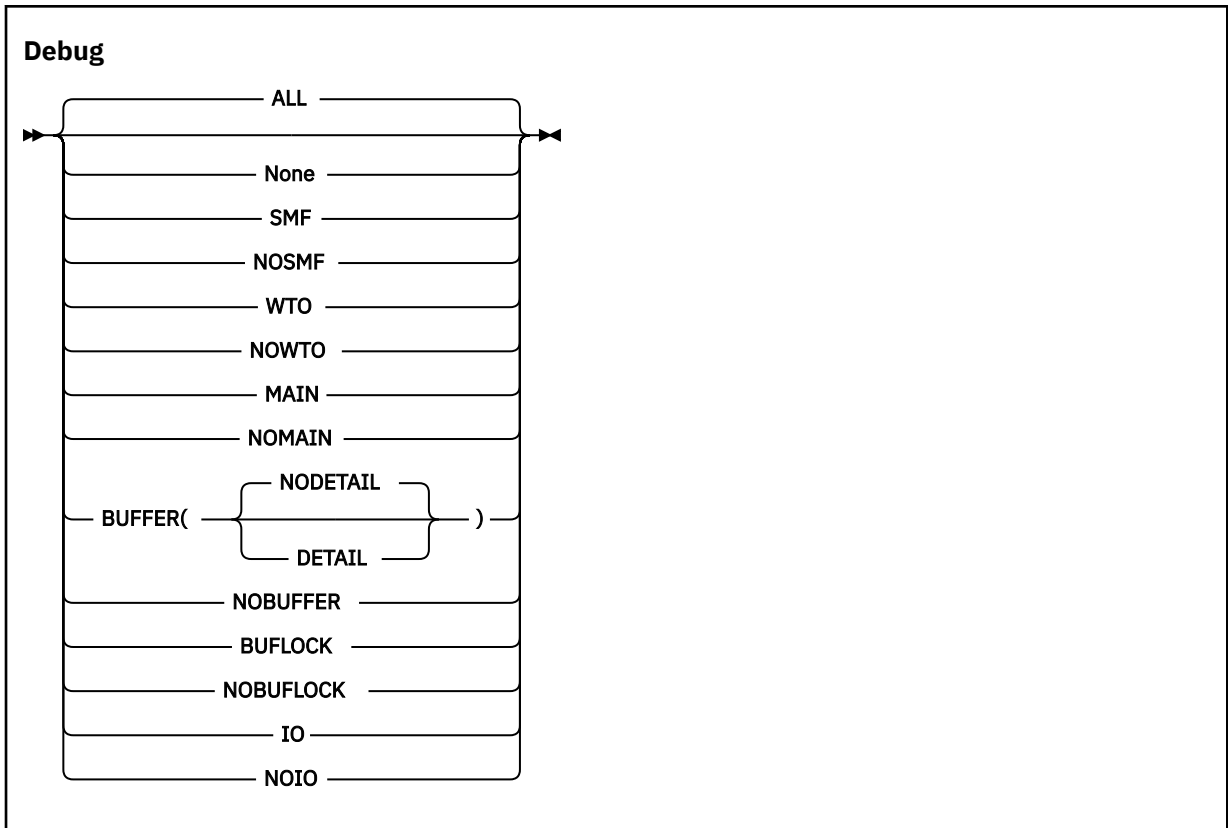 Debug
ALL
None
SMF
NOSMF
WTO
NOWTO
MAIN
NOMAIN
NODETAIL
BUFFER( )
DETAIL
NOBUFFER
BUFLOCK
NOBUFLOCK
IO
NOIO